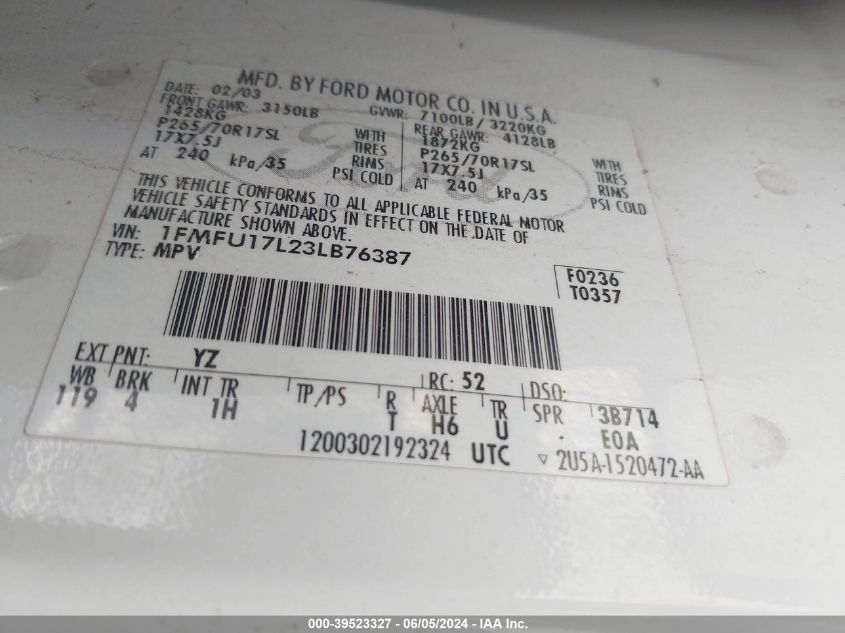 MFD. BY FORD MOTOR CO. IN U.S.A.
DATE: 02/03 GVWR: 7100LB/ 3220KG
FRONT GAWR: 3150LB REAR GAWR: 4128LB
1428KG WITH 1872KG WITH
P265/70R17SL TIRES P265/70R17SL TIRES
17X7.5J RIMS 17X7.5J RIMS
AT 240 kPa/35 PSI COLD AT 240 kPa/35 PSI COLD
Ford
THIS VEHICLE CONFORMS TO ALL APPLICABLE FEDERAL MOTOR
VEHICLE SAFETY STANDARDS IN EFFECT ON THE DATE OF
MANUFACTURE SHOWN ABOVE.
VIN: 1FMFU17L23LB76387
TYPE: MPV
F0236
T0357
EXT PNT: YZ RC: 52 DSO:
WB BRK INT TR TP/PS R AXLE TR SPR 3B714
119 4 1H T H6 U . E0A
1200302192324 UTC ▽ 2U5A-1520472-AA
000-39523327 - 06/05/2024 - IAA Inc.